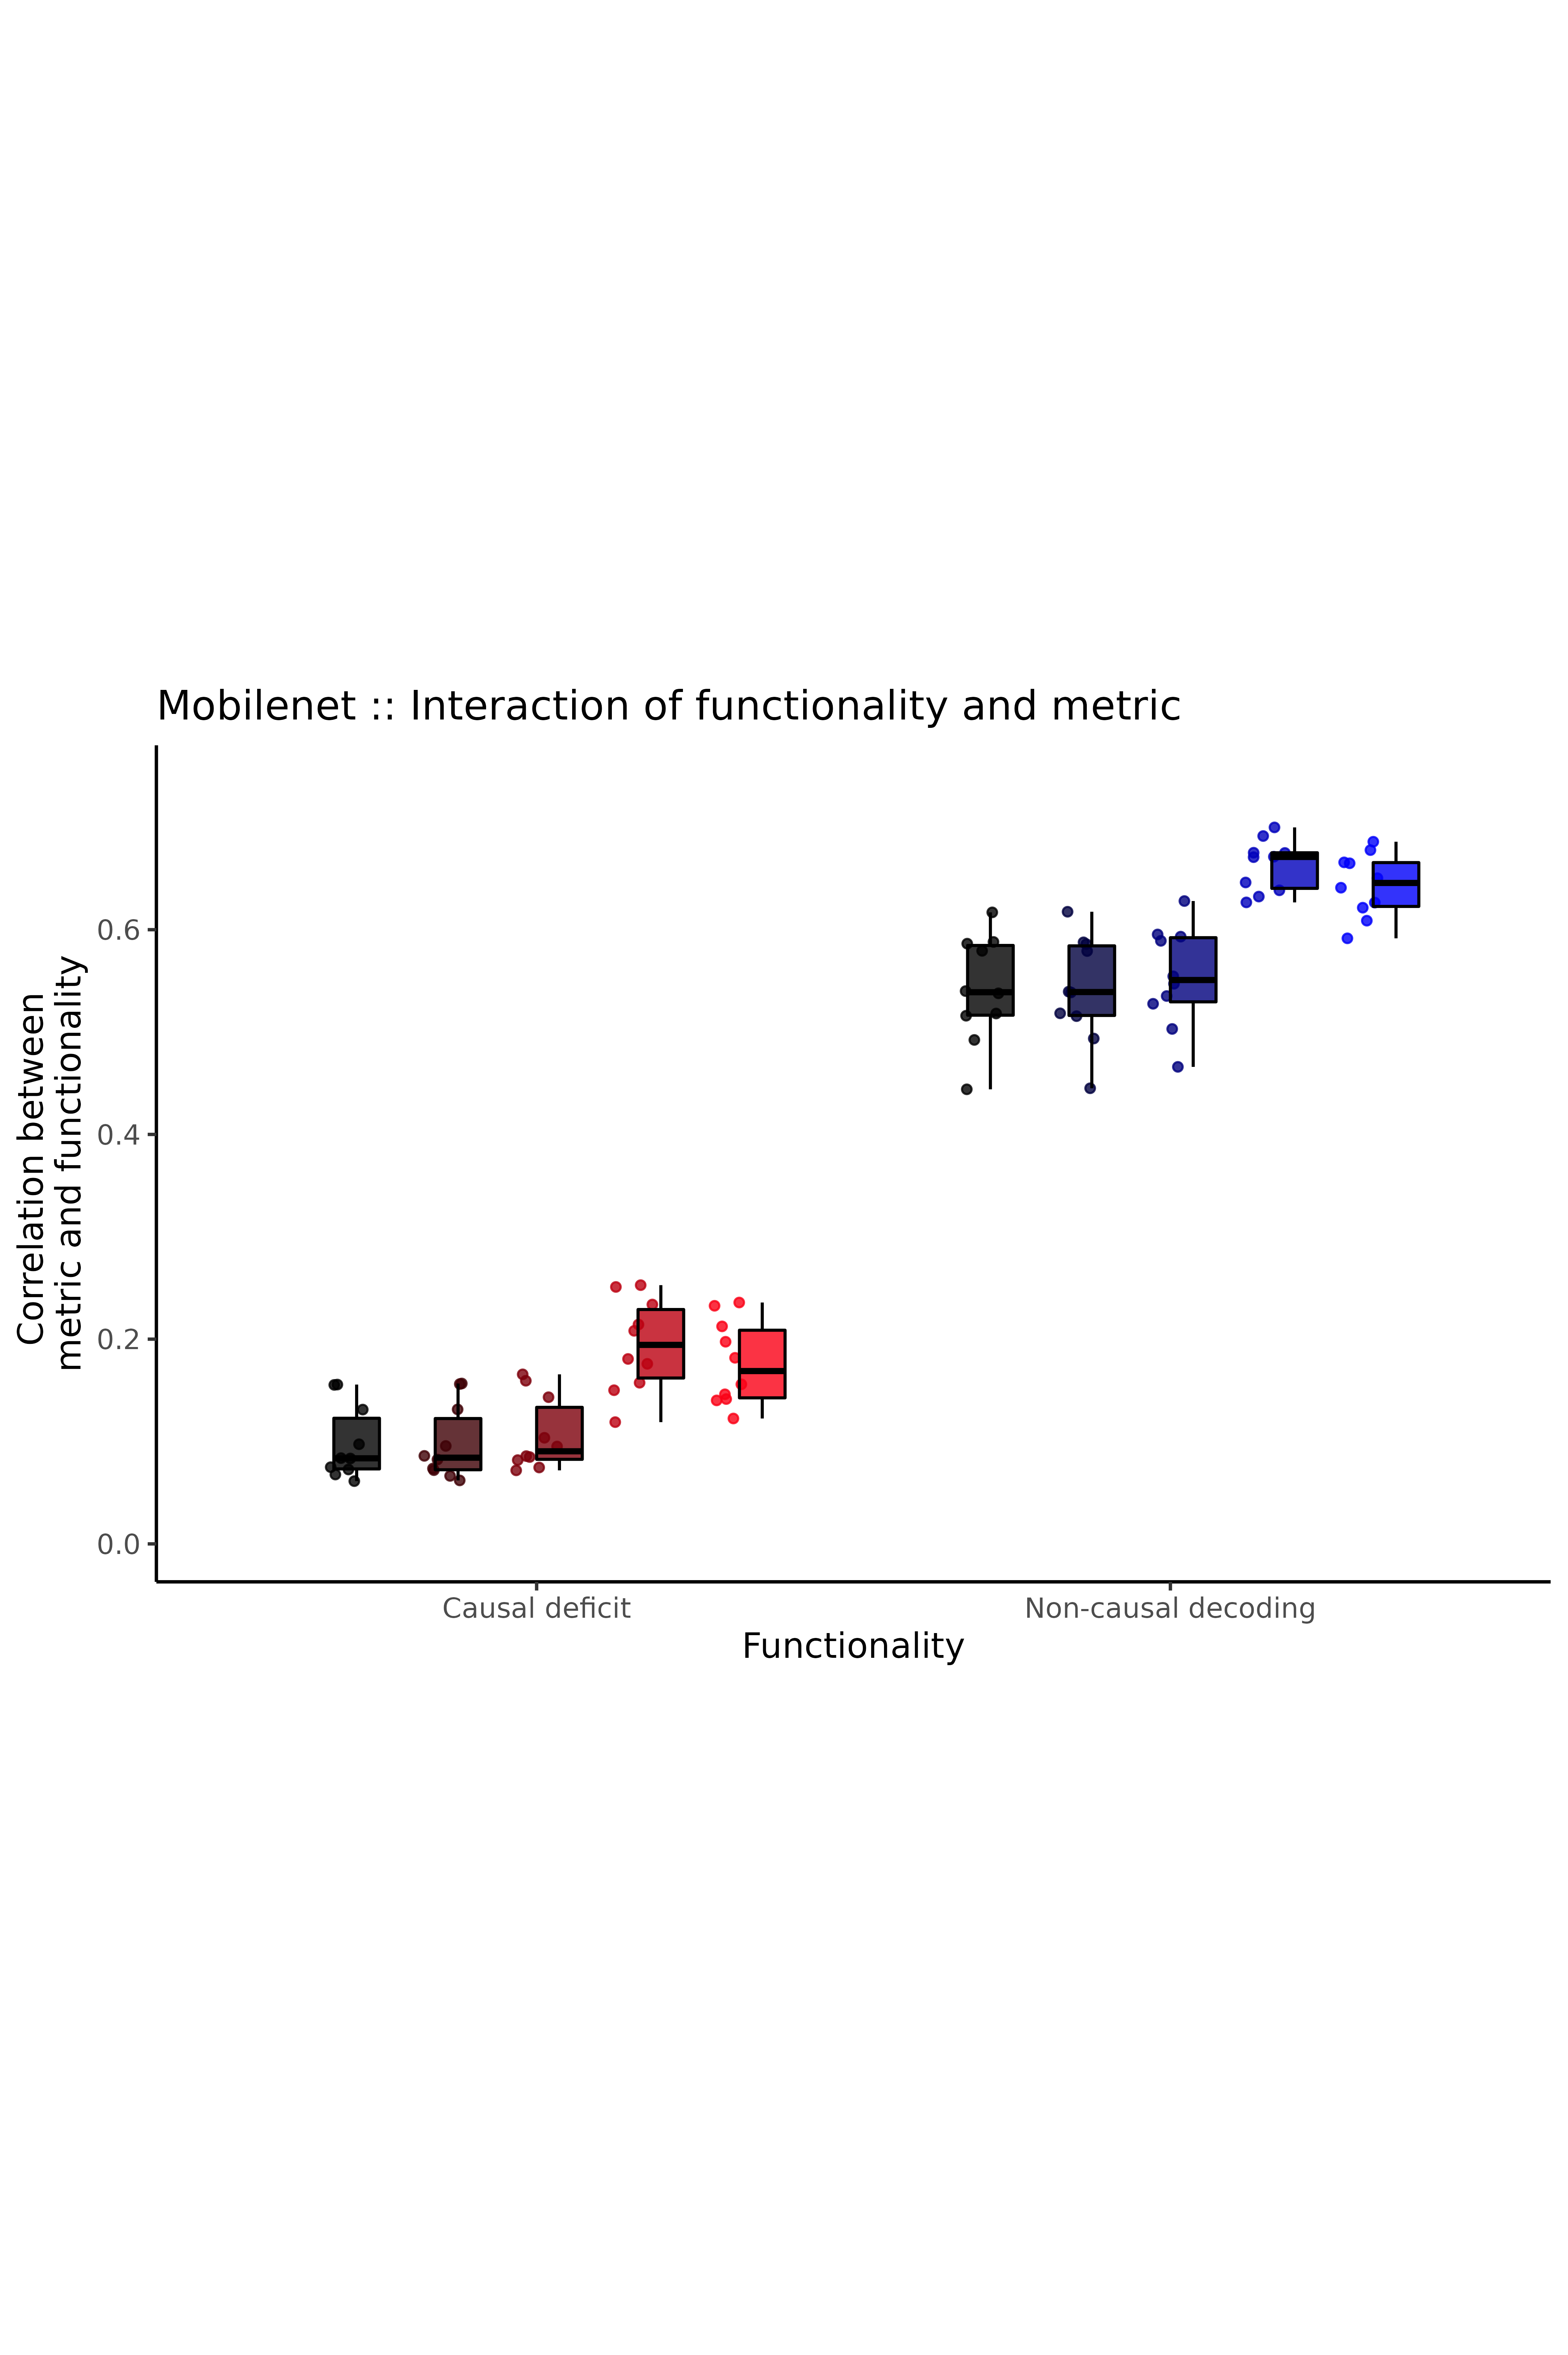 Mobilenet :: Interaction of functionality and metric
Correlation between
metric and functionality
0.6
0.4
0.2
0.0
Causal deficit
Non-causal decoding
Functionality